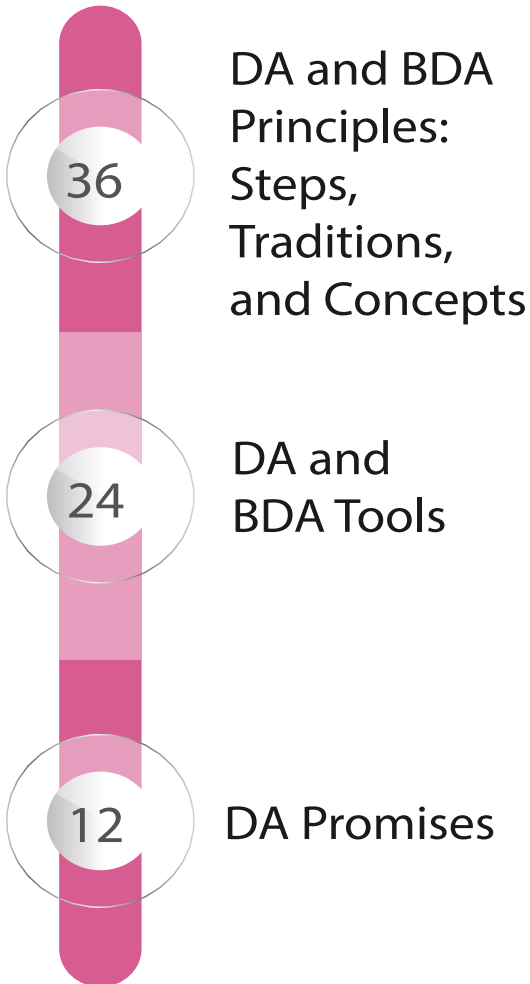 36
DA and BDA
Principles:
Steps,
Traditions,
and Concepts
24
DA and
BDA Tools
12
DA Promises